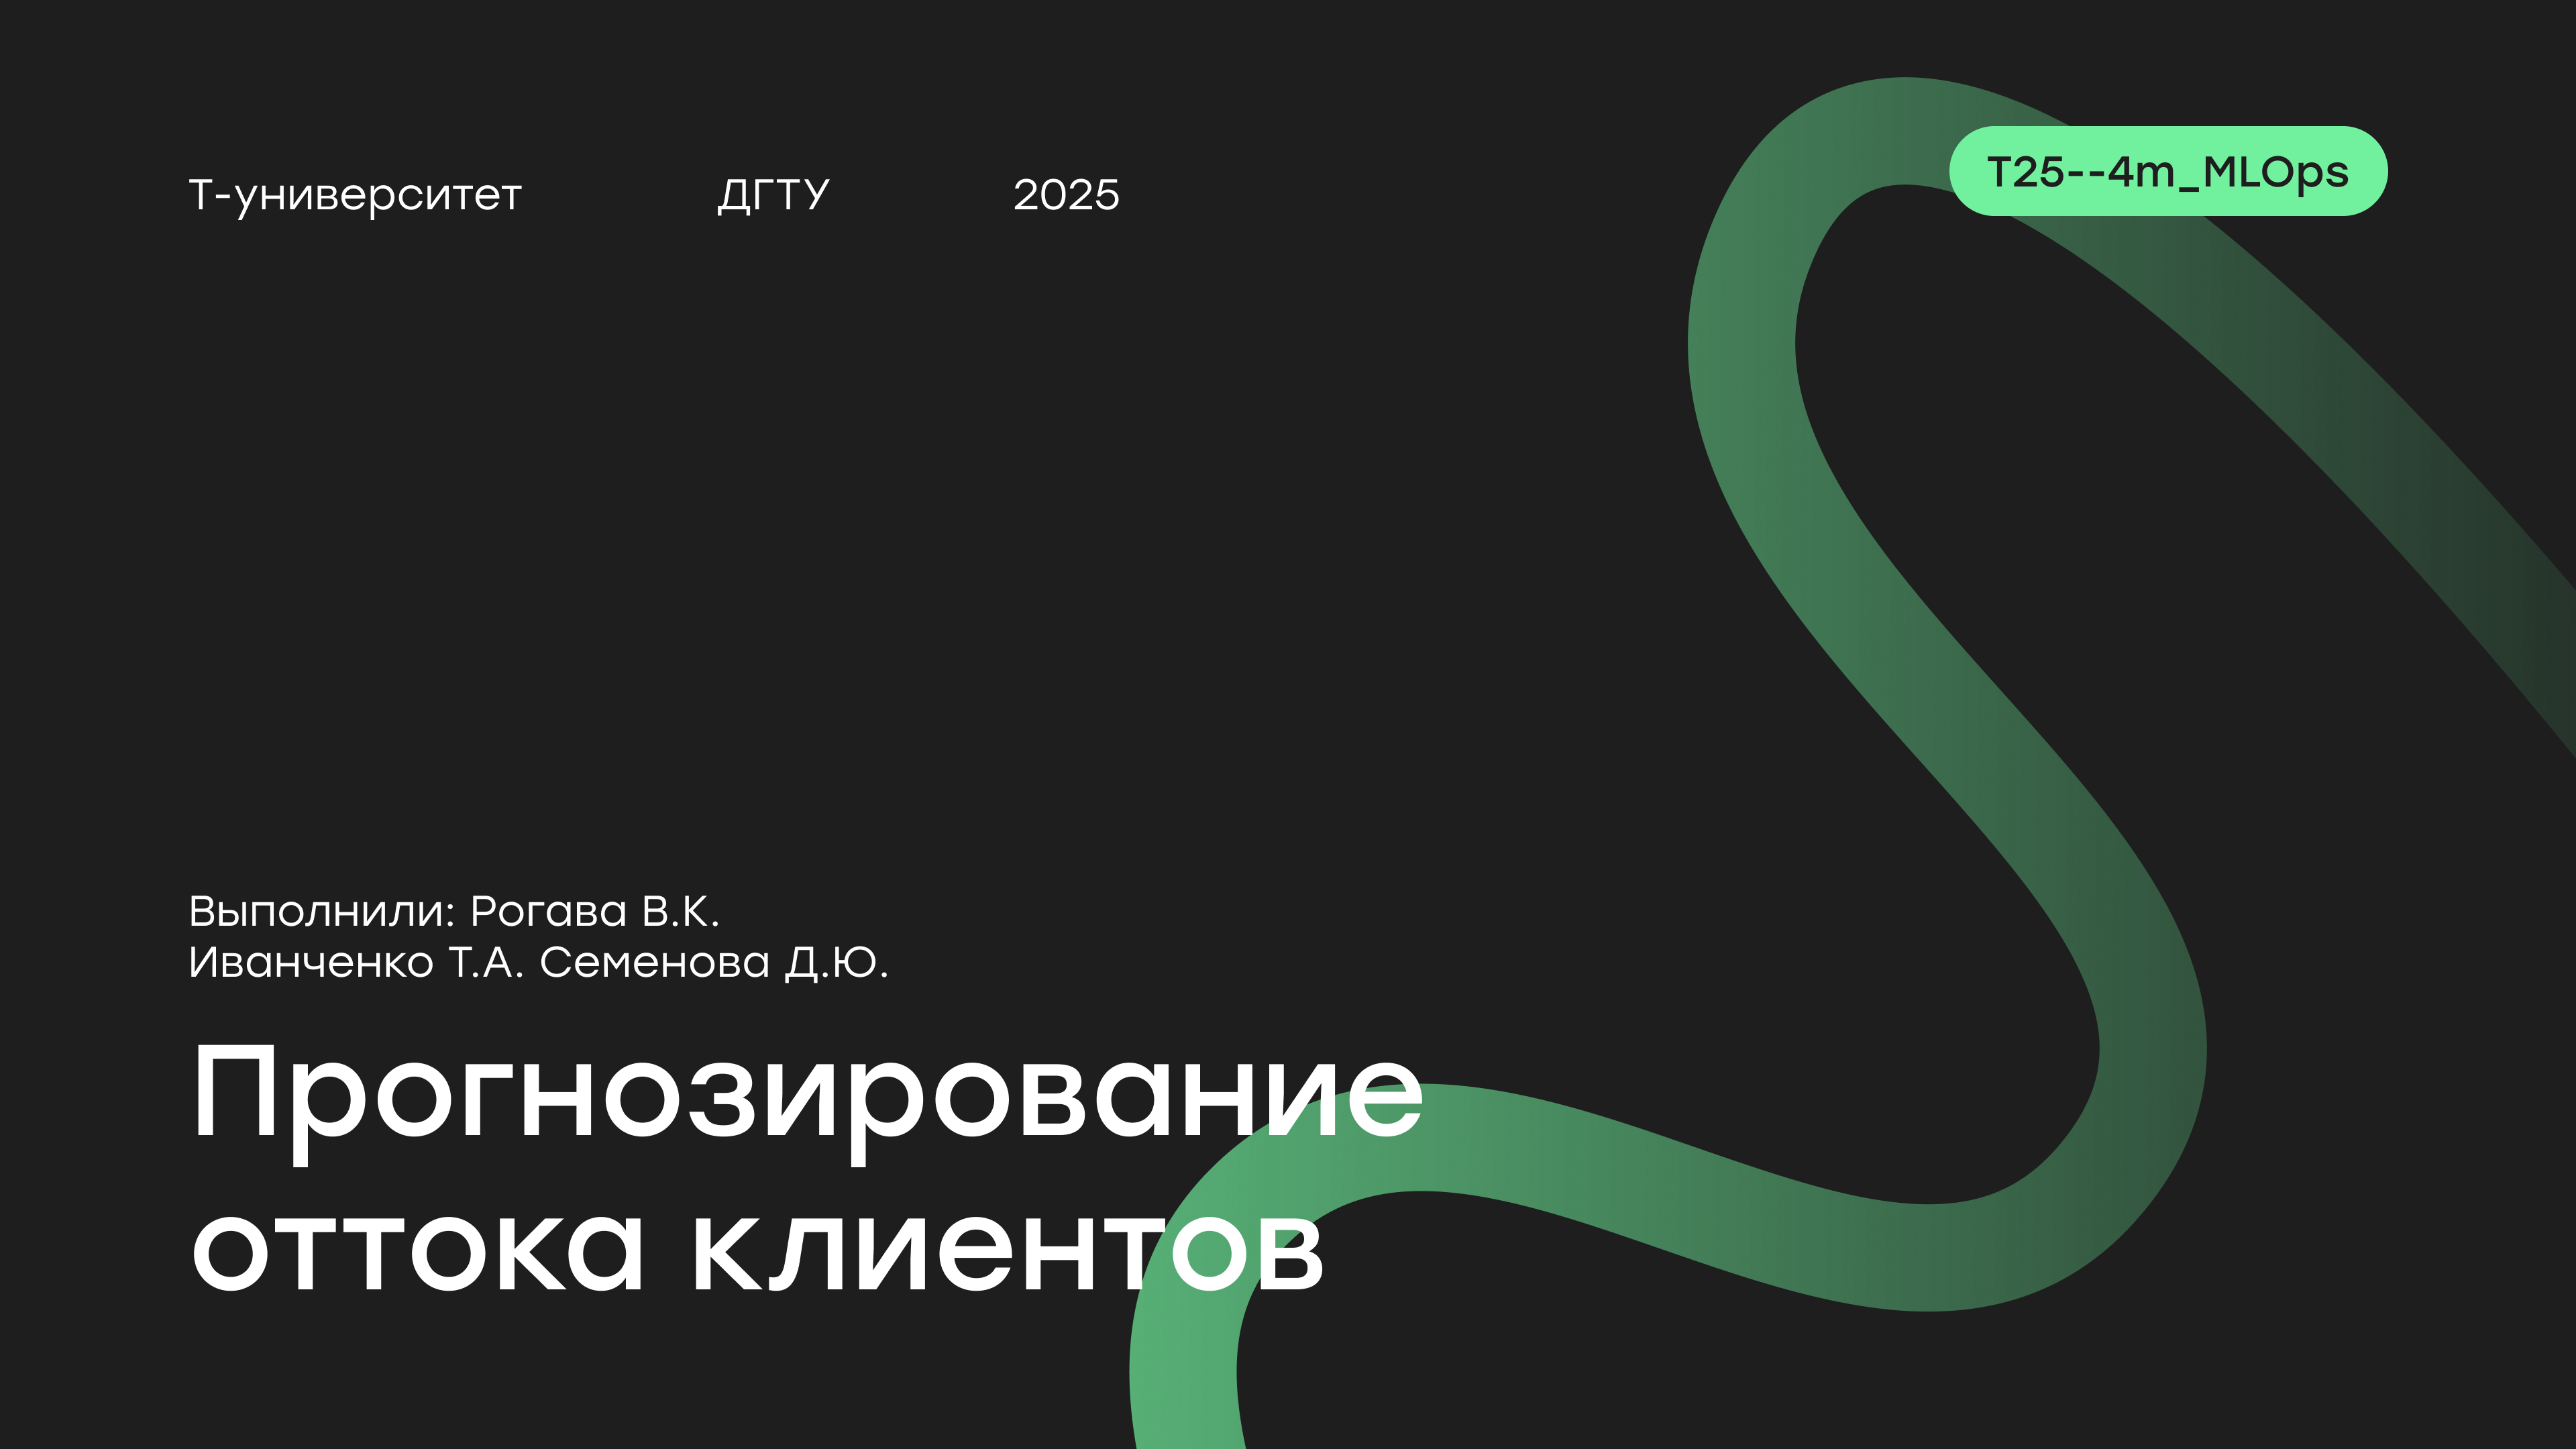 Т-университет
ДГТУ
2025
T25--4m_MLOps
Выполнили: Рогава В.К.
Иванченко Т.А. Семенова Д.Ю.
Прогнозирование
оттока клиентов